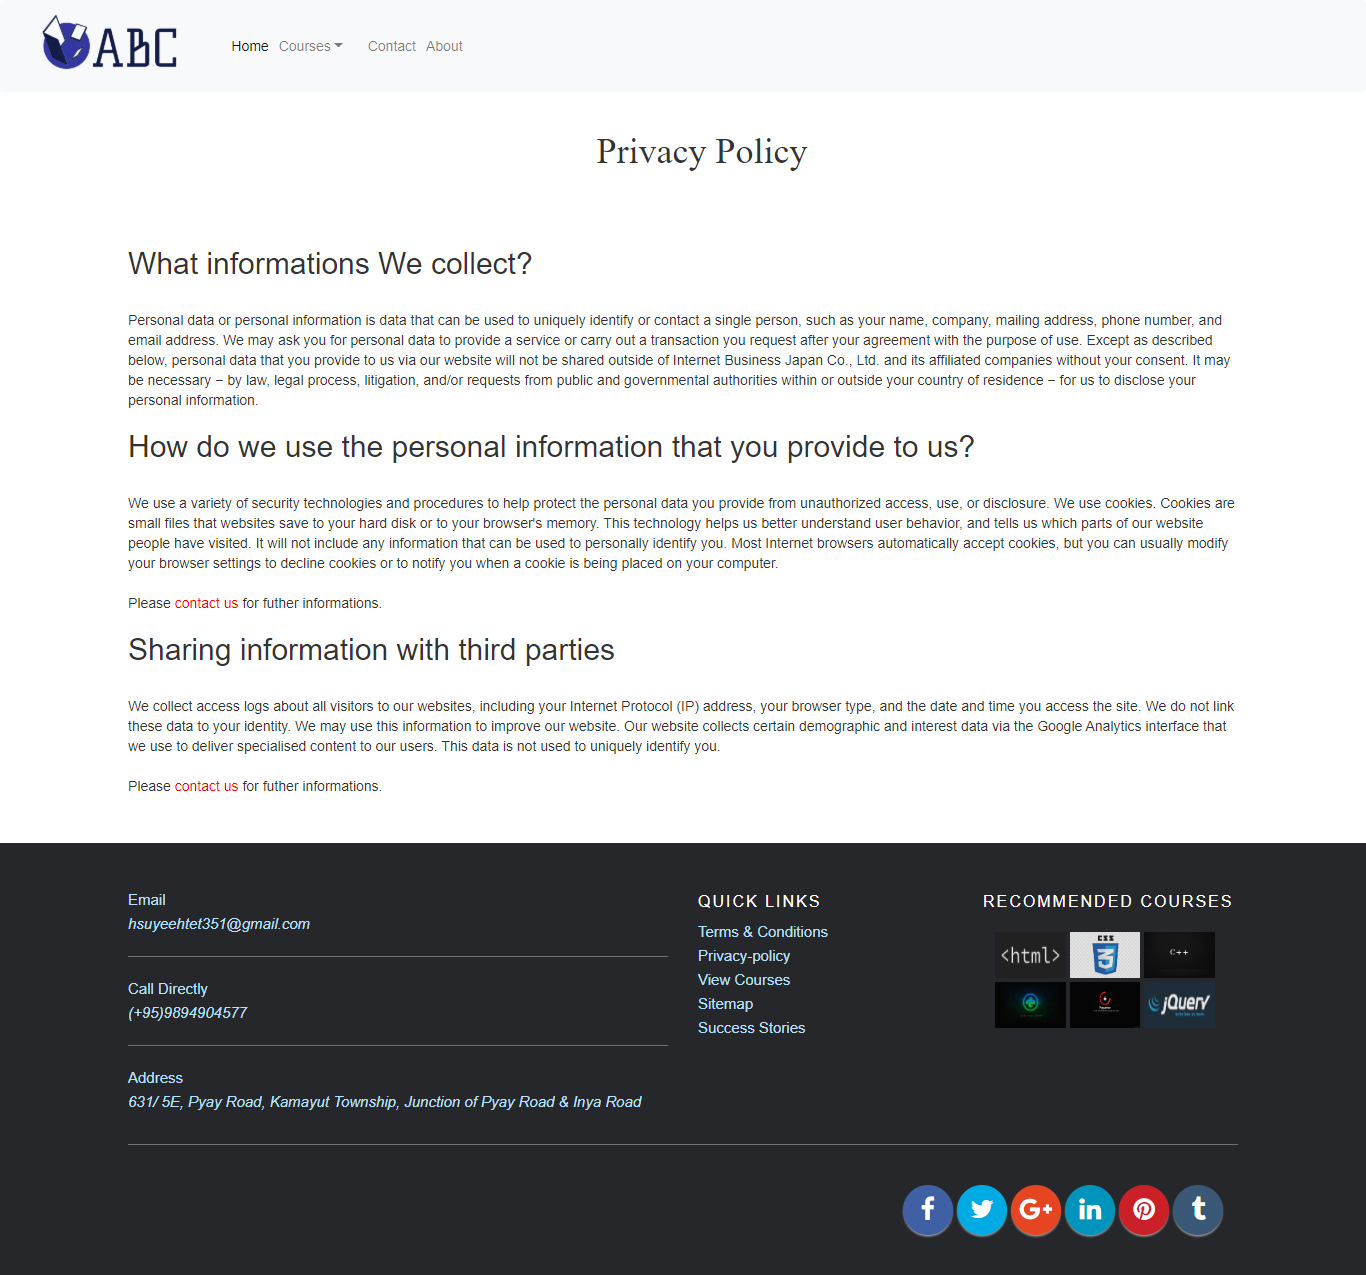 ABC
Home Courses Contact About
Privacy Policy
What informations We collect?
Personal data or personal information is data that can be used to uniquely identify or contact a single person, such as your name, company, mailing address, phone number, and
email address. We may ask you for personal data to provide a service or carry out a transaction you request after your agreement with the purpose of use. Except as described
below, personal data that you provide to us via our website will not be shared outside of Internet Business Japan Co., Ltd. and its affiliated companies without your consent. It may
be necessary − by law, legal process, litigation, and/or requests from public and governmental authorities within or outside your country of residence − for us to disclose your
personal information.
How do we use the personal information that you provide to us?
We use a variety of security technologies and procedures to help protect the personal data you provide from unauthorized access, use, or disclosure. We use cookies. Cookies are
small files that websites save to your hard disk or to your browser's memory. This technology helps us better understand user behavior, and tells us which parts of our website
people have visited. It will not include any information that can be used to personally identify you. Most Internet browsers automatically accept cookies, but you can usually modify
your browser settings to decline cookies or to notify you when a cookie is being placed on your computer.
Please contact us for futher informations.
Sharing information with third parties
We collect access logs about all visitors to our websites, including your Internet Protocol (IP) address, your browser type, and the date and time you access the site. We do not link
these data to your identity. We may use this information to improve our website. Our website collects certain demographic and interest data via the Google Analytics interface that
we use to deliver specialised content to our users. This data is not used to uniquely identify you.
Please contact us for futher informations.
Email
hsuyeehtet351@gmail.com
Call Directly
(+95)9894904577
Address
631/ 5E, Pyay Road, Kamayut Township, Junction of Pyay Road & Inya Road
QUICK LINKS
Terms & Conditions
Privacy-policy
View Courses
Sitemap
Success Stories
RECOMMENDED COURSES
<html>
CSS
3
C++
jQuery
f
G+
in
t